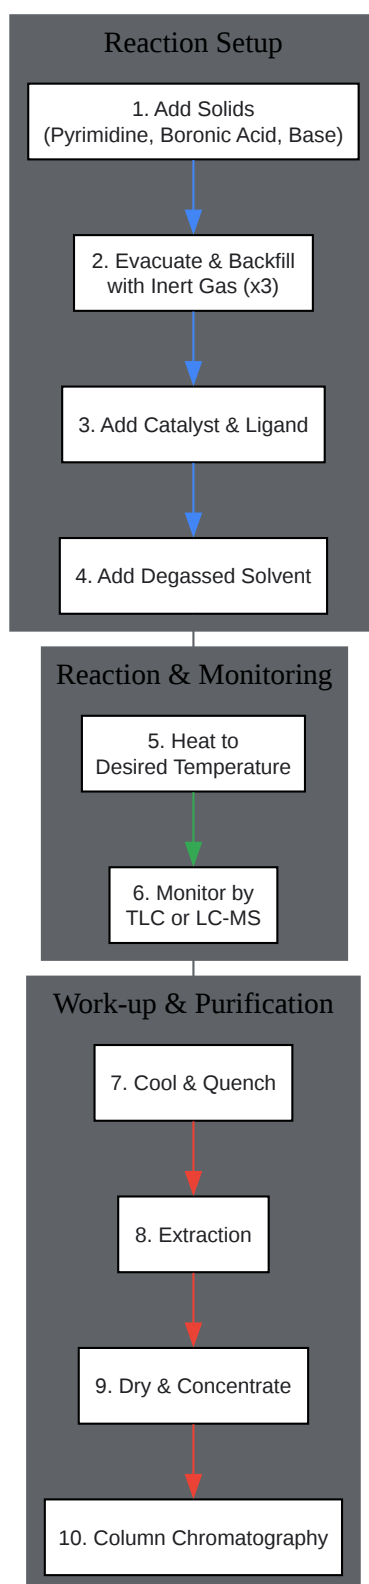 Reaction Setup
1. Add Solids
(Pyrimidine, Boronic Acid, Base)
2. Evacuate & Backfill
with Inert Gas (x3)
3. Add Catalyst & Ligand
4. Add Degassed Solvent
Reaction & Monitoring
5. Heat to
Desired Temperature
6. Monitor by
TLC or LC-MS
Work-up & Purification
7. Cool & Quench
8. Extraction
9. Dry & Concentrate
10. Column Chromatography